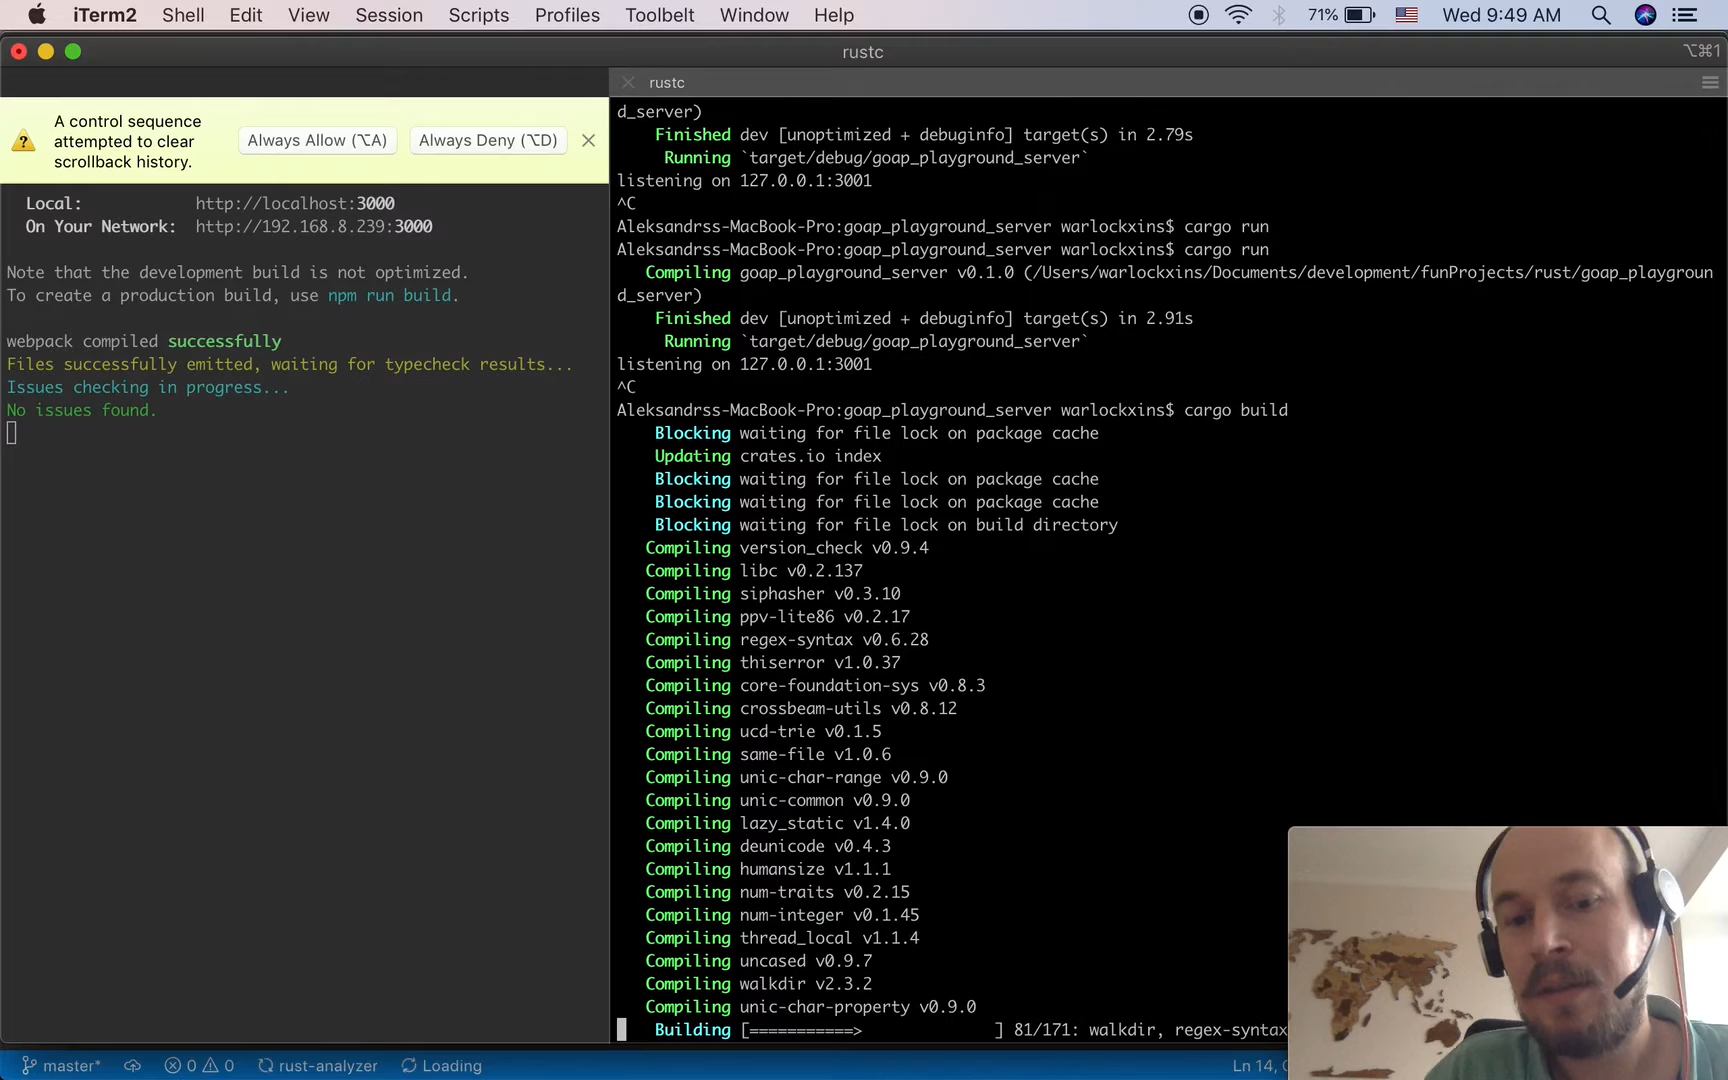 iTerm2 Shell Edit View Session Scripts Profiles Toolbelt Window Help 71% Wed 9:49 AM
rustc ⌥⌘1
rustc
A control sequence
attempted to clear
scrollback history.
Always Allow (⌥A) Always Deny (⌥D)
Local: http://localhost:3000
On Your Network: http://192.168.8.239:3000
Note that the development build is not optimized.
To create a production build, use npm run build.
webpack compiled successfully
Files successfully emitted, waiting for typecheck results...
Issues checking in progress...
No issues found.
d_server)
Finished dev [unoptimized + debuginfo] target(s) in 2.79s
Running `target/debug/goap_playground_server`
listening on 127.0.0.1:3001
^C
Aleksandrss-MacBook-Pro:goap_playground_server warlockxins$ cargo run
Aleksandrss-MacBook-Pro:goap_playground_server warlockxins$ cargo run
Compiling goap_playground_server v0.1.0 (/Users/warlockxins/Documents/development/funProjects/rust/goap_playgroun
d_server)
Finished dev [unoptimized + debuginfo] target(s) in 2.91s
Running `target/debug/goap_playground_server`
listening on 127.0.0.1:3001
^C
Aleksandrss-MacBook-Pro:goap_playground_server warlockxins$ cargo build
Blocking waiting for file lock on package cache
Updating crates.io index
Blocking waiting for file lock on package cache
Blocking waiting for file lock on package cache
Blocking waiting for file lock on build directory
Compiling version_check v0.9.4
Compiling libc v0.2.137
Compiling siphasher v0.3.10
Compiling ppv-lite86 v0.2.17
Compiling regex-syntax v0.6.28
Compiling thiserror v1.0.37
Compiling core-foundation-sys v0.8.3
Compiling crossbeam-utils v0.8.12
Compiling ucd-trie v0.1.5
Compiling same-file v1.0.6
Compiling unic-char-range v0.9.0
Compiling unic-common v0.9.0
Compiling lazy_static v1.4.0
Compiling deunicode v0.4.3
Compiling humansize v1.1.1
Compiling num-traits v0.2.15
Compiling num-integer v0.1.45
Compiling thread_local v1.1.4
Compiling uncased v0.9.7
Compiling walkdir v2.3.2
Compiling unic-char-property v0.9.0
Building [===========> ] 81/171: walkdir, regex-syntax
master* 0 0 rust-analyzer Loading Ln 14,